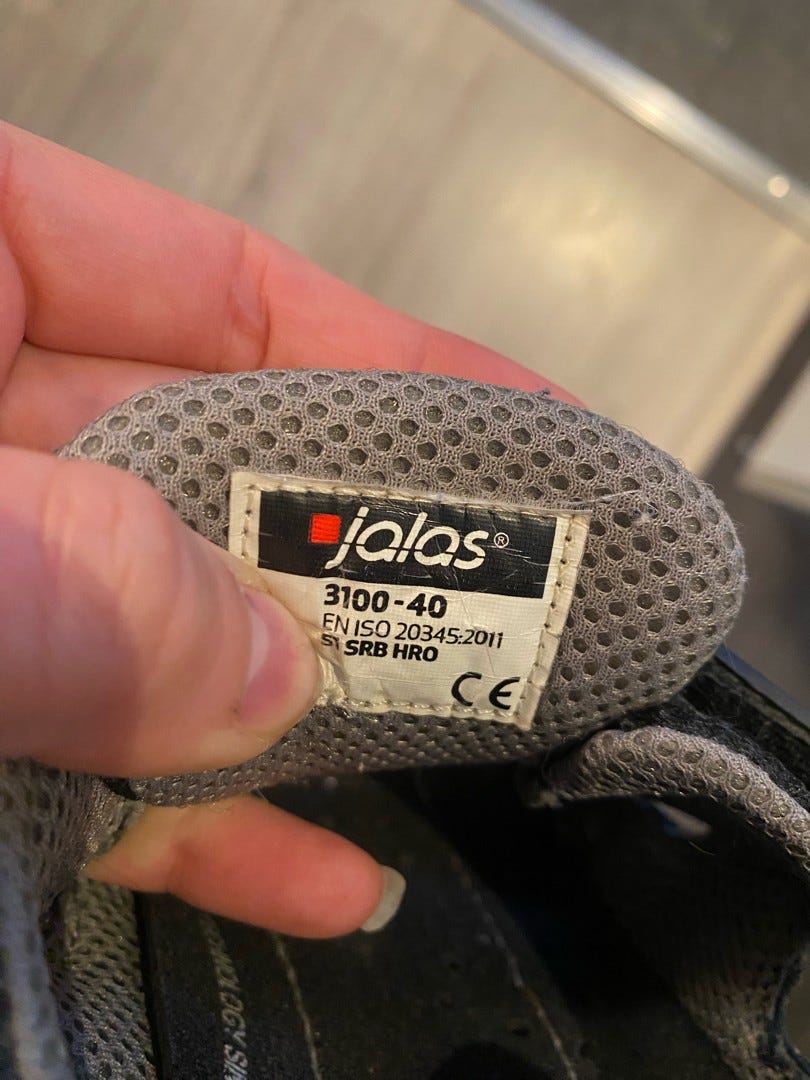 jalas®
3100-40
EN ISO 20345:2011
S1 SRB HRO
CE